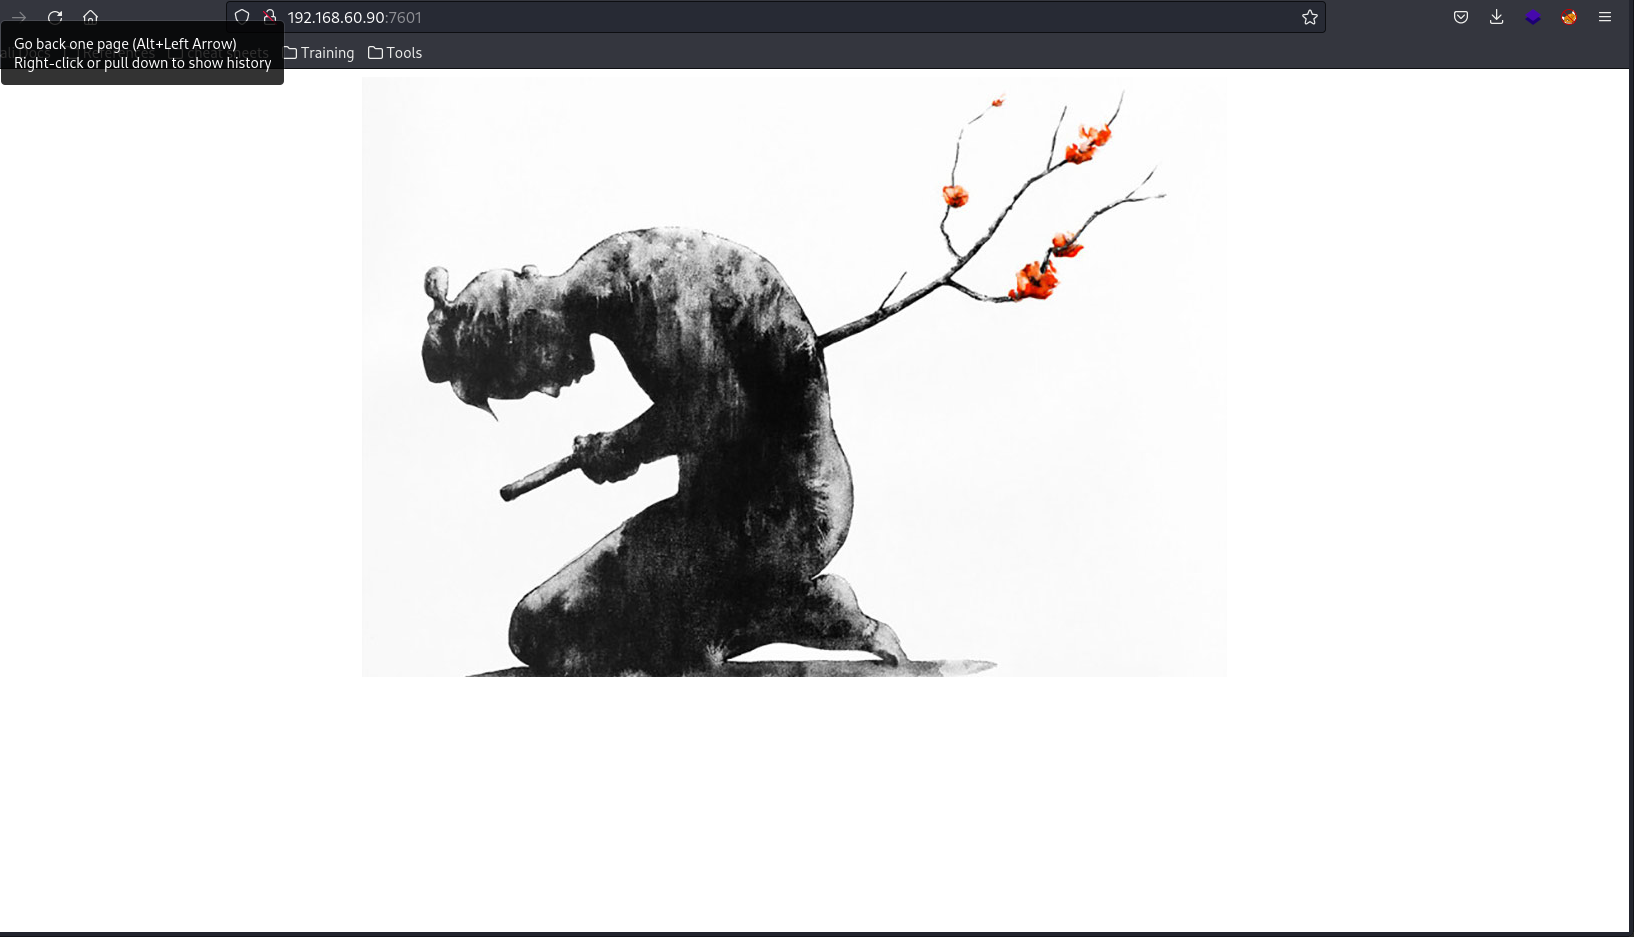 192.168.60.90:7601
Go back one page (Alt+Left Arrow)
Right-click or pull down to show history
Training
Tools